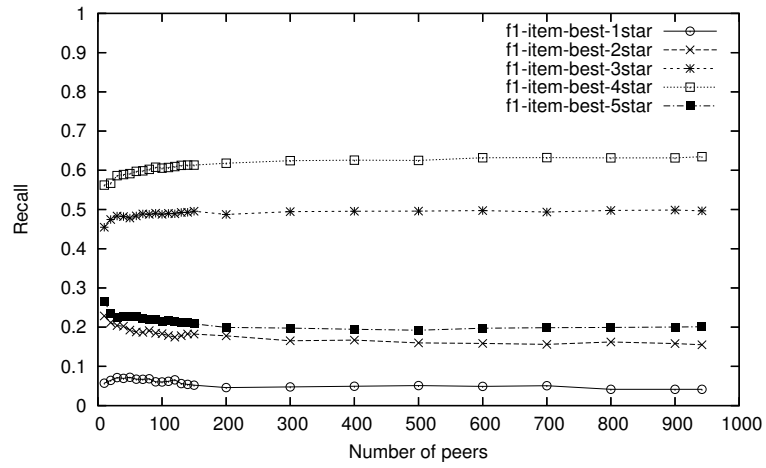 1
0.9
0.8
0.7
0.6
0.5
0.4
0.3
0.2
0.1
0
Recall
f1-item-best-1star
f1-item-best-2star
f1-item-best-3star
f1-item-best-4star
f1-item-best-5star
0 100 200 300 400 500 600 700 800 900 1000
Number of peers